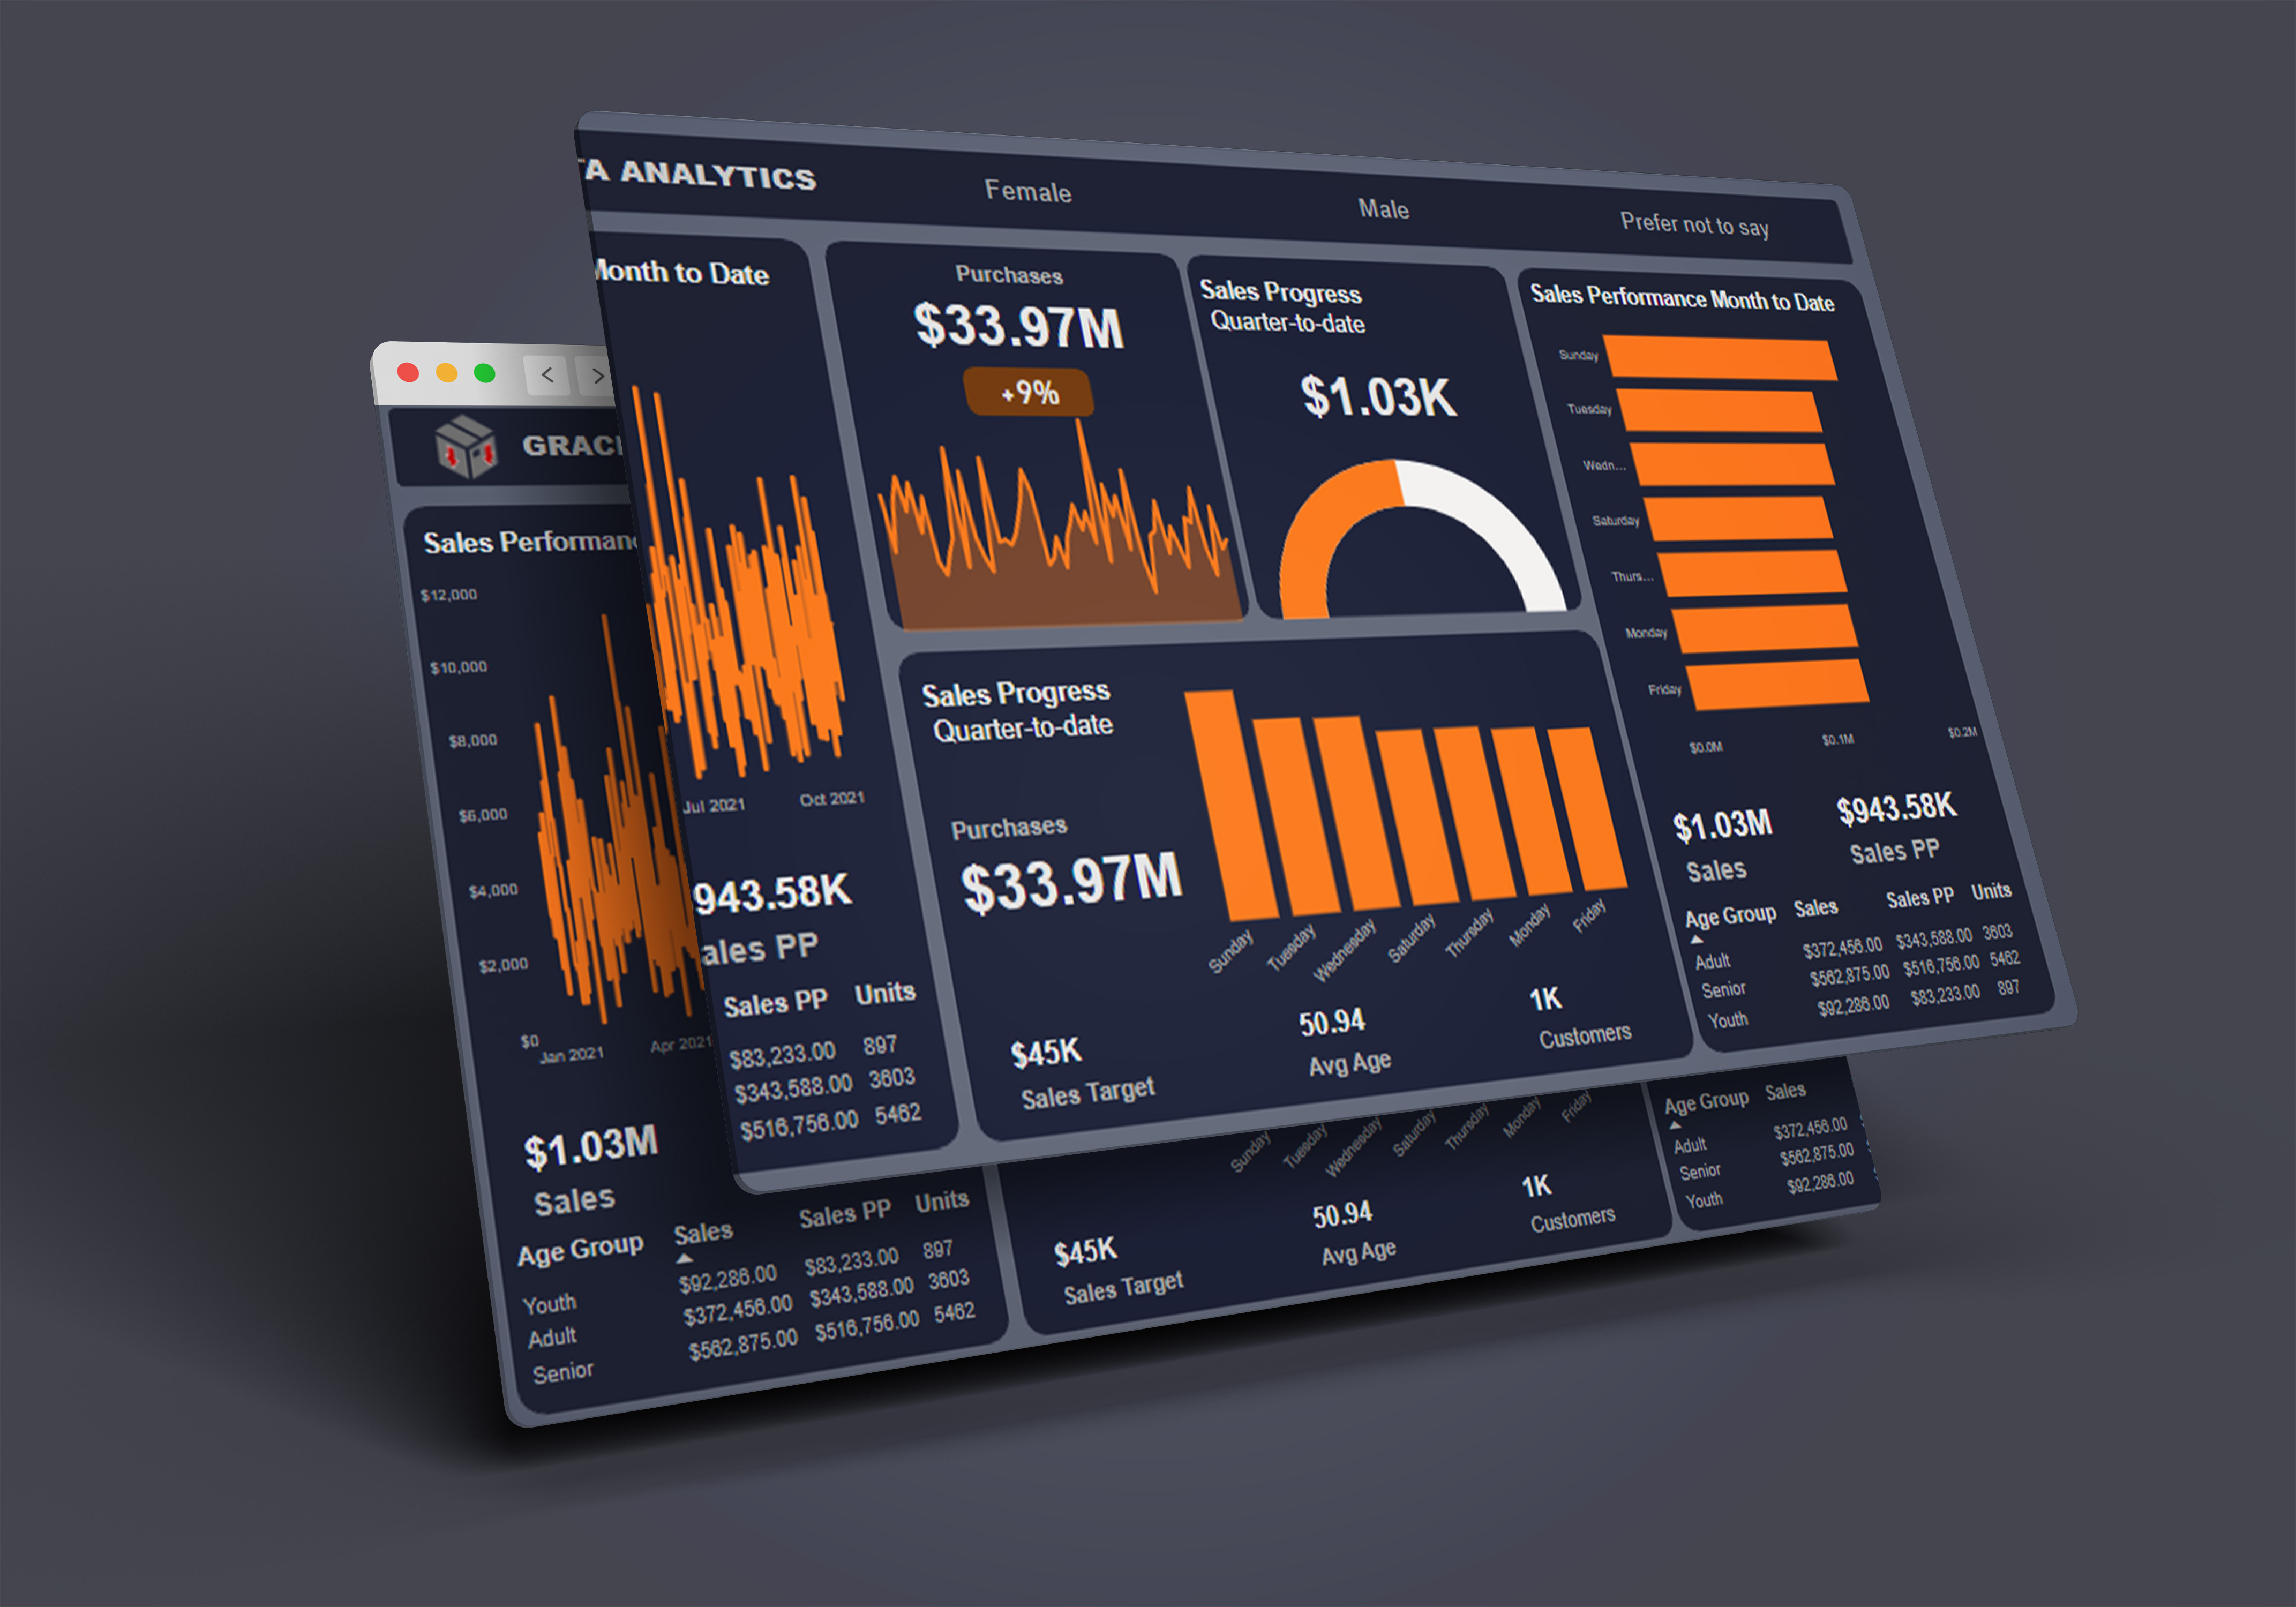 TA ANALYTICS
Female
Male
Prefer not to say
Month to Date
Purchases
$33.97M
+9%
Sales Progress
Quarter-to-date
$1.03K
Sales Performance Month to Date
Sunday
Tuesday
Wedn...
Saturday
Thurs...
Monday
Friday
$0.0M
$0.1M
$0.2M
$1.03M
Sales
$943.58K
Sales PP
Age Group Sales Sales PP Units
Adult $372,456.00 $343,588.00 3603
Senior $562,875.00 $516,756.00 5462
Youth $92,286.00 $83,233.00 897
Sales Progress
Quarter-to-date
Purchases
$33.97M
Sunday
Tuesday
Wednesday
Saturday
Thursday
Monday
Friday
$45K
Sales Target
50.94
Avg Age
1K
Customers
Jul 2021
Oct 2021
943.58K
ales PP
Sales PP Units
$83,233.00 897
$343,588.00 3603
$516,756.00 5462
GRACI
Sales Performanc
$12,000
$10,000
$8,000
$6,000
$4,000
$2,000
$0
Jan 2021
Apr 2021
$1.03M
Sales
Age Group Sales Sales PP Units
Youth $92,286.00 $83,233.00 897
Adult $372,456.00 $343,588.00 3603
Senior $562,875.00 $516,756.00 5462
Sunday
Tuesday
Wednesday
Saturday
Thursday
Monday
Friday
$45K
Sales Target
50.94
Avg Age
1K
Customers
Age Group Sales
Adult $372,456.00
Senior $562,875.00
Youth $92,286.00